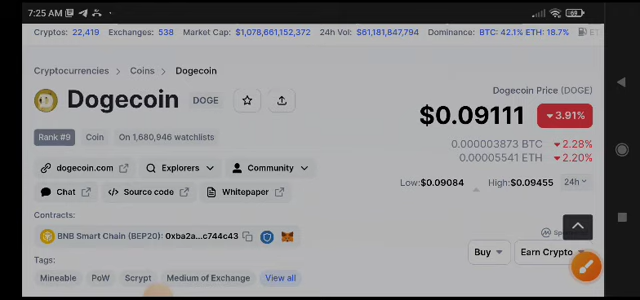 7:25 AM
69
Cryptos: 22,419 Exchanges: 538 Market Cap: $1,078,661,152,372 24h Vol: $61,181,847,794 Dominance: BTC: 42.1% ETH: 18.7% ET
Cryptocurrencies > Coins > Dogecoin
Dogecoin DOGE
Rank #9 Coin On 1,680,946 watchlists
dogecoin.com Explorers Community
Chat Source code Whitepaper
Contracts:
BNB Smart Chain (BEP20): 0xba2a...c744c43
Tags:
Mineable PoW Scrypt Medium of Exchange View all
Dogecoin Price (DOGE)
$0.09111 3.91%
0.000003873 BTC 2.28%
0.00005541 ETH 2.20%
Low:$0.09084 High:$0.09455 24h
Buy Earn Crypto